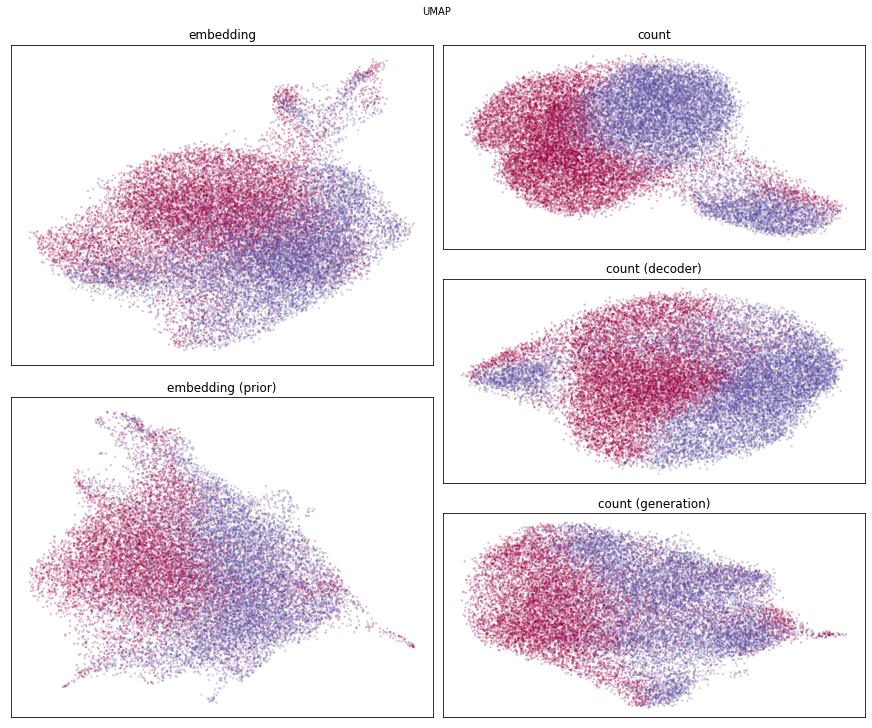 UMAP
embedding
count
count (decoder)
embedding (prior)
count (generation)